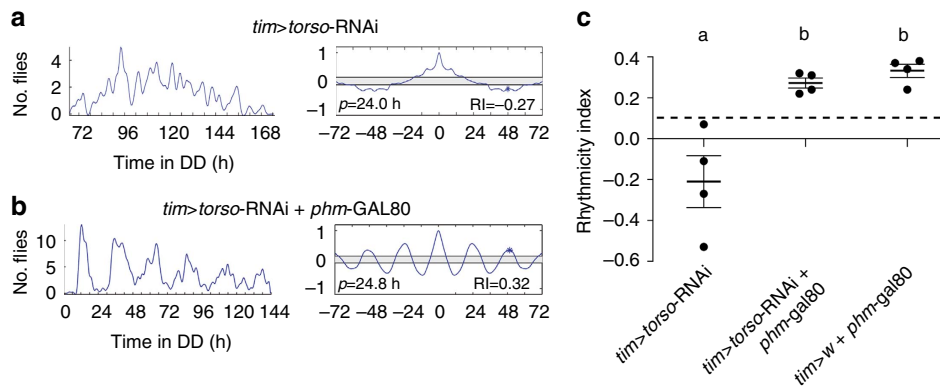 a
tim>torso-RNAi
No. flies
4
2
0
72 96 120 144 168
Time in DD (h)
1
0
−1
p=24.0 h RI=−0.27
−72 −48 −24 0 24 48 72
b
tim>torso-RNAi + phm-GAL80
No. flies
10
5
0
0 24 48 72 96 120 144
Time in DD (h)
1
0
−1
p=24.8 h RI=0.32
−72 −48 −24 0 24 48 72
c
a b b
Rhythmicity index
0.4
0.2
0.0
−0.2
−0.4
−0.6
tim>torso-RNAi
tim>torso-RNAi +
phm-gal80
tim>w + phm-gal80